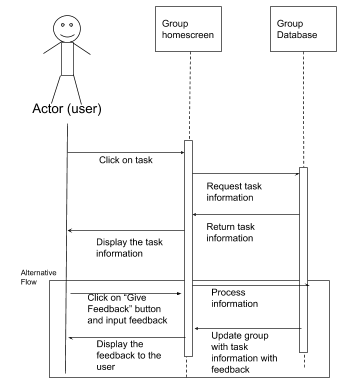 Group
homescreen
Group
Database
Actor (user)
Click on task
Request task
information
Return task
information
Display the task
information
Alternative
Flow
Click on “Give
Feedback” button
and input feedback
Process
information
Display the
feedback to the
user
Update group
with task
information with
feedback